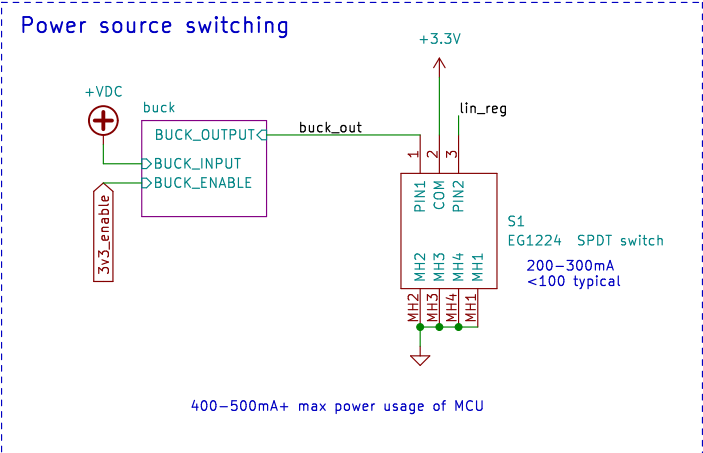 Power source switching
+3.3V
+VDC
buck
lin_reg
buck_out
BUCK_OUTPUT
BUCK_INPUT
BUCK_ENABLE
3v3_enable
1
2
3
PIN1
COM
PIN2
S1
EG1224 SPDT switch
200-300mA
<100 typical
MH2
MH3
MH4
MH1
MH2
MH3
MH4
MH1
400-500mA+ max power usage of MCU